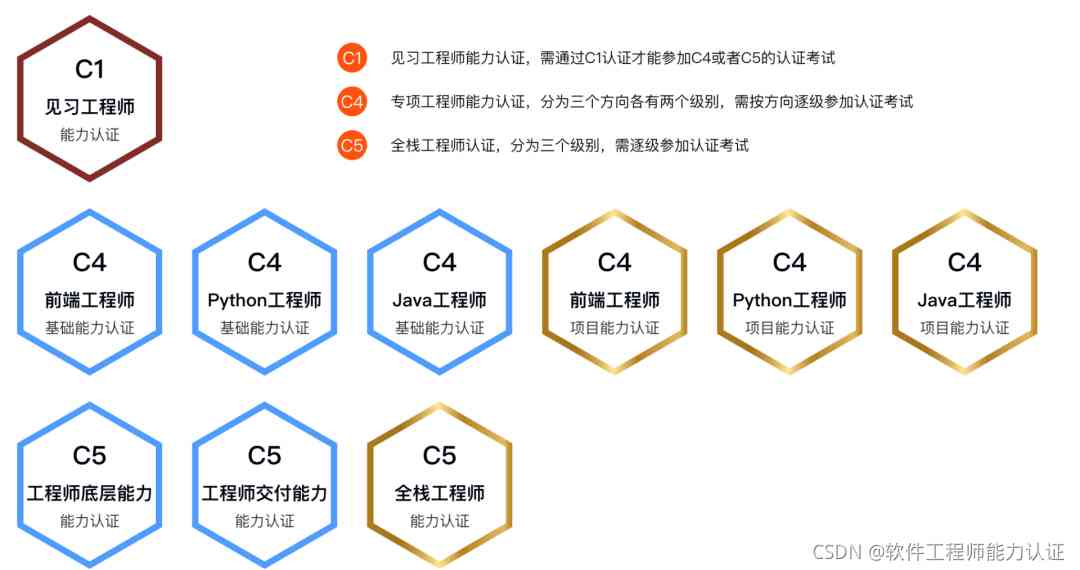 C1
见习工程师
能力认证
C1 见习工程师能力认证，需通过C1认证才能参加C4或者C5的认证考试
C4 专项工程师能力认证，分为三个方向各有两个级别，需按方向逐级参加认证考试
C5 全栈工程师认证，分为三个级别，需逐级参加认证考试
C4
前端工程师
基础能力认证
C4
Python工程师
基础能力认证
C4
Java工程师
基础能力认证
C4
前端工程师
项目能力认证
C4
Python工程师
项目能力认证
C4
Java工程师
项目能力认证
C5
工程师底层能力
能力认证
C5
工程师交付能力
能力认证
C5
全栈工程师
能力认证
CSDN @软件工程师能力认证